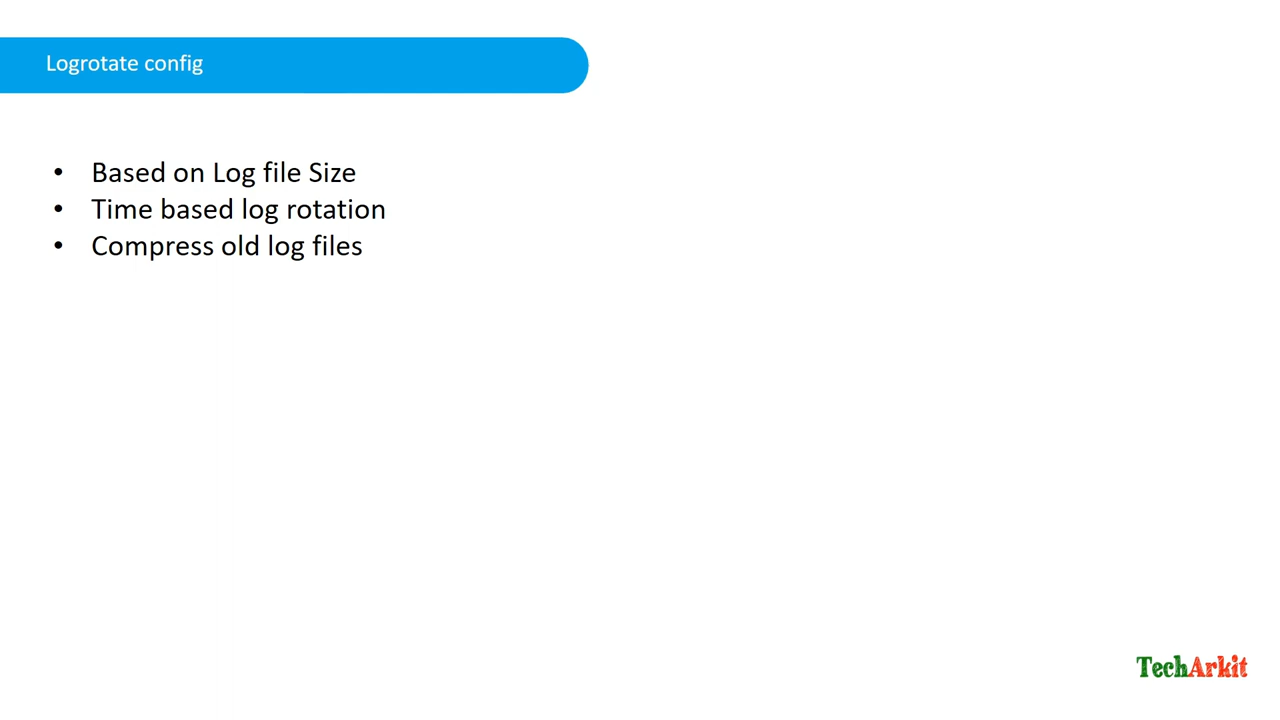 Logrotate config
• Based on Log file Size
• Time based log rotation
• Compress old log files
TechArkit